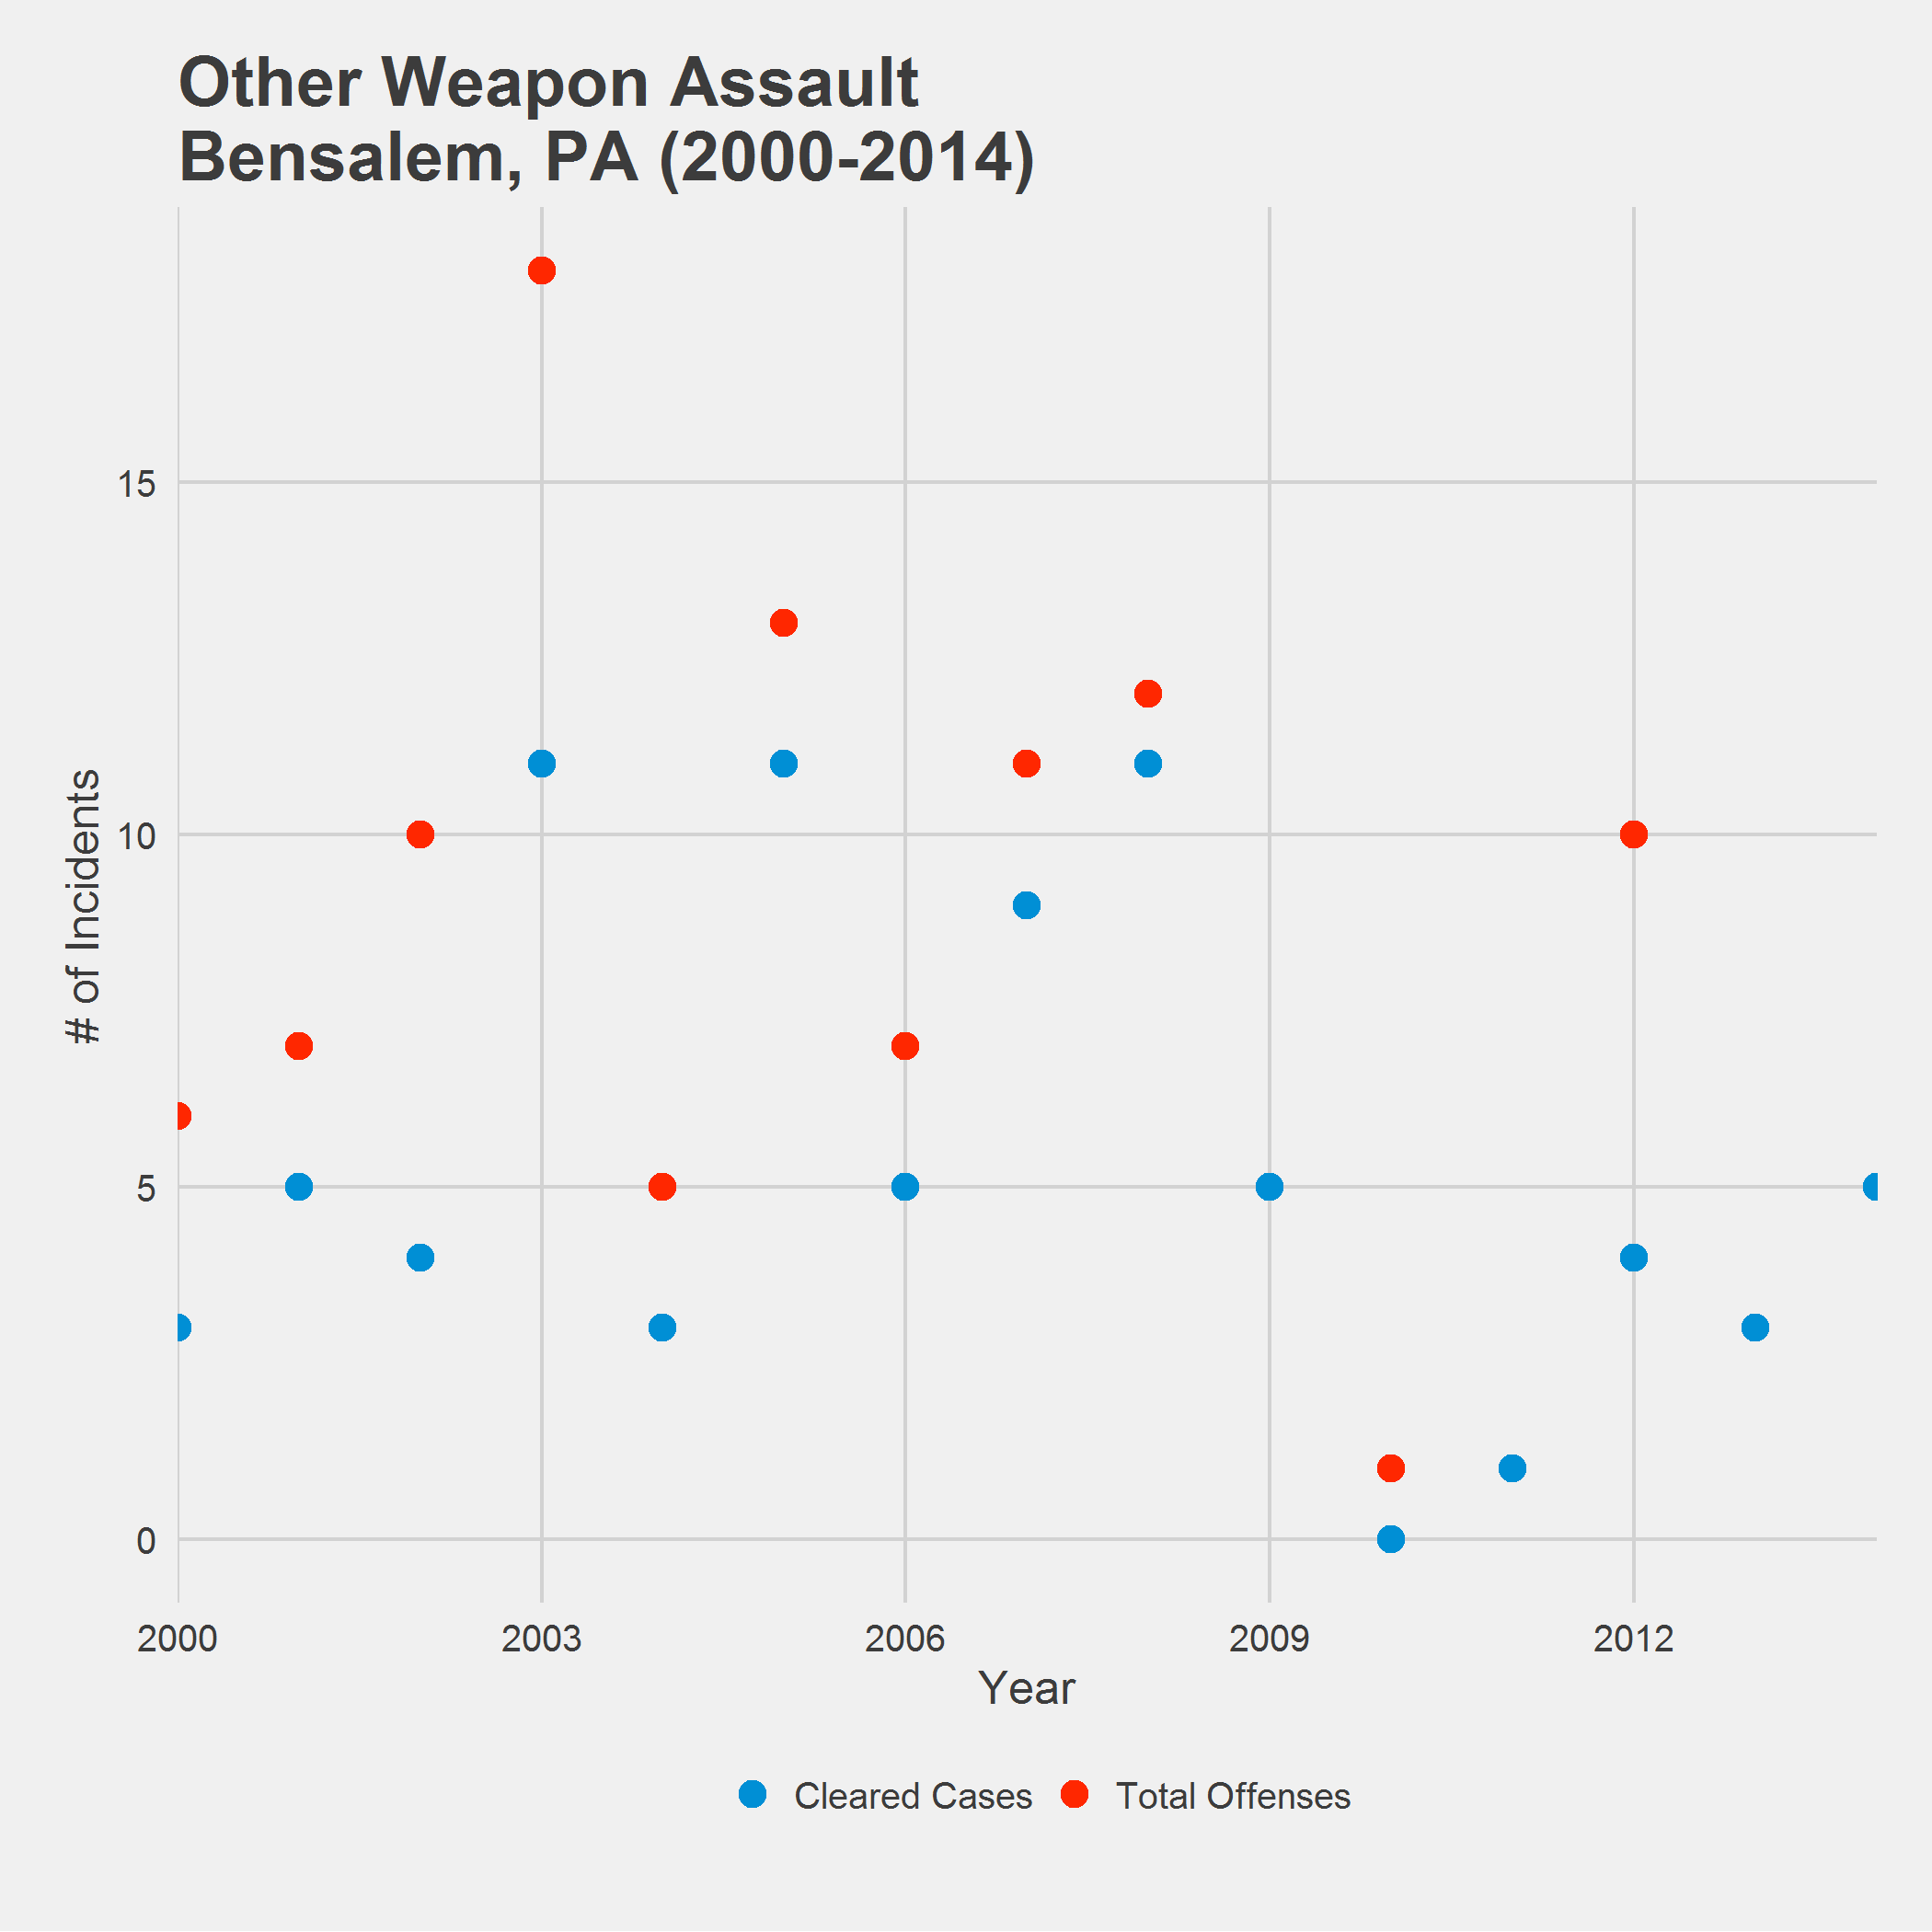 Other Weapon Assault
Bensalem, PA (2000-2014)
# of Incidents
15
10
5
0
2000 2003 2006 2009 2012
Year
Cleared Cases Total Offenses